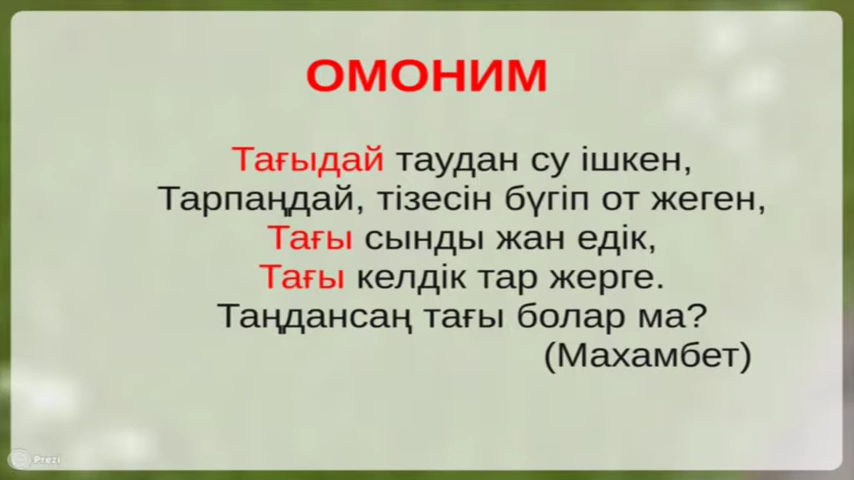 ОМОНИМ
Тағыдай таудан су ішкен,
Тарпаңдай, тізесін бүгіп от жеген,
Тағы сынды жан едік,
Тағы келдік тар жерге.
Таңдансаң тағы болар ма?
(Махамбет)
Prezi